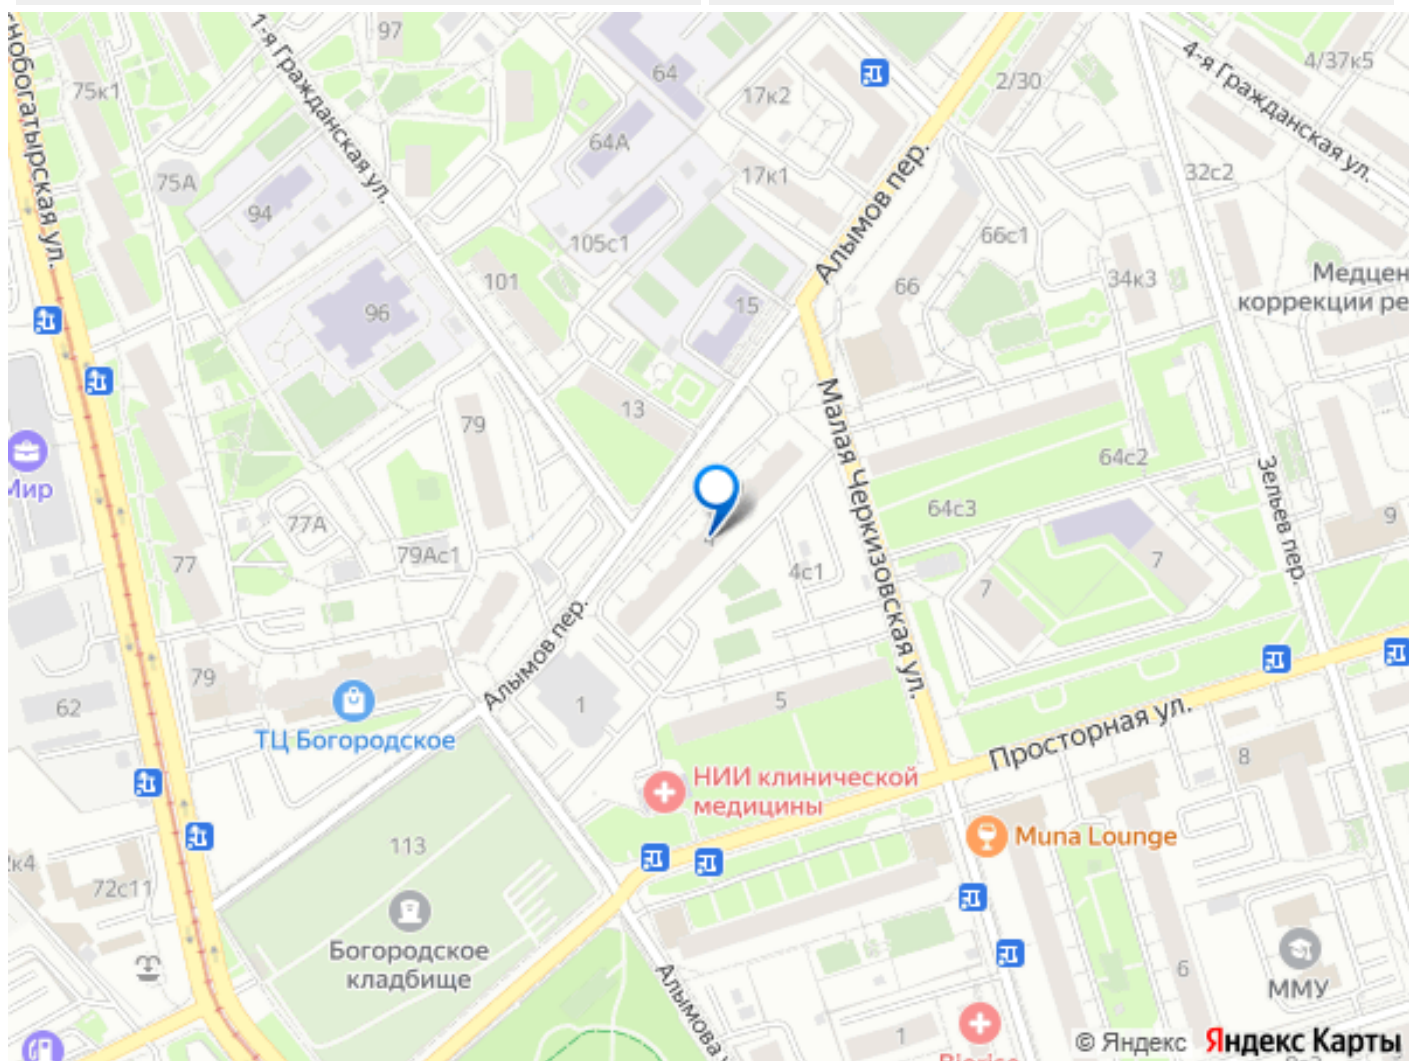 97
64
4/37к5
75к1
1-я Гражданская ул.
17к2
2/30
4-я Гражданская ул.
64А
75А
17к1
32с2
94
Алымов пер.
105с1
66с1
101
34к3
Медцен
коррекции ре
66
15
96
13
79
Малая Черкизовская ул.
64с2
Мир
77А
64с3
Зельев пер.
9
4
79Ас1
77
4с1
7
7
Алымов пер.
79
62
1
5
ТЦ Богородское
Просторная ул.
8
НИИ клинической
медицины
Muna Lounge
113
72с11
Богородское
кладбище
6
ММУ
1
© Яндекс Яндекс Карты